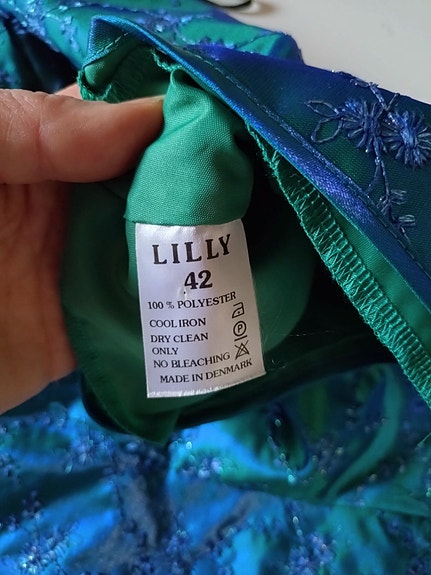 LILLY
42
100 % POLYESTER
COOL IRON
DRY CLEAN
ONLY
NO BLEACHING
MADE IN DENMARK